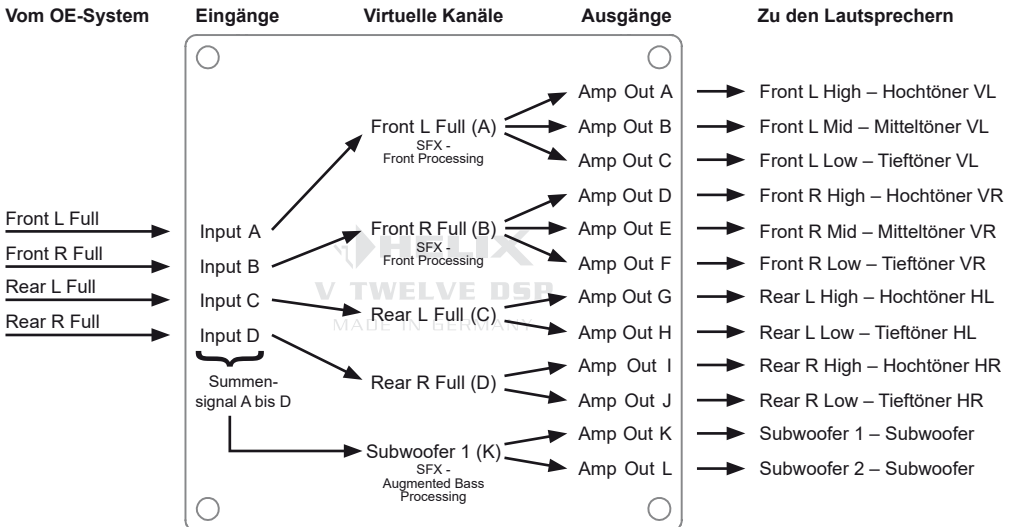 Vom OE-System Eingänge Virtuelle Kanäle Ausgänge Zu den Lautsprechern
Amp Out A Front L High – Hochtöner VL
Front L Full (A) Amp Out B Front L Mid – Mitteltöner VL
SFX -
Front Processing
Amp Out C Front L Low – Tieftöner VL
Amp Out D Front R High – Hochtöner VR
Front L Full Input A Front R Full (B) Amp Out E Front R Mid – Mitteltöner VR
SFX -
Front Processing
HELIX
Front R Full Input B Amp Out F Front R Low – Tieftöner VR
V TWELVE DSP
Rear L Full Input C Amp Out G Rear L High – Hochtöner HL
Rear L Full (C)
MADE IN GERMANY
Rear R Full Input D Amp Out H Rear L Low – Tieftöner HL
Amp Out I Rear R High – Hochtöner HR
Summen-
signal A bis D
Rear R Full (D)
Amp Out J Rear R Low – Tieftöner HR
Amp Out K Subwoofer 1 – Subwoofer
Subwoofer 1 (K)
SFX -
Augmented Bass
Processing
Amp Out L Subwoofer 2 – Subwoofer